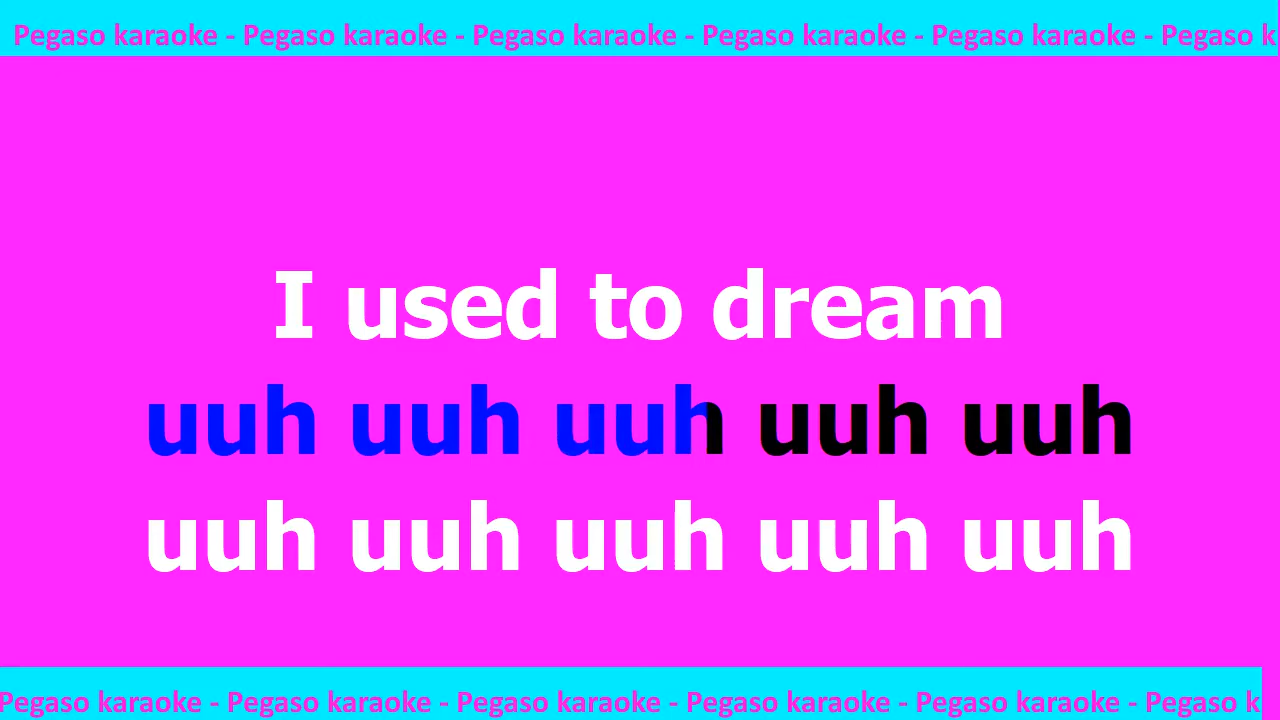 Pegaso karaoke - Pegaso karaoke - Pegaso karaoke - Pegaso karaoke - Pegaso karaoke - Pegaso k
I used to dream
uuh uuh uuh uuh uuh
uuh uuh uuh uuh uuh
Pegaso karaoke - Pegaso karaoke - Pegaso karaoke - Pegaso karaoke - Pegaso karaoke - Pegaso k